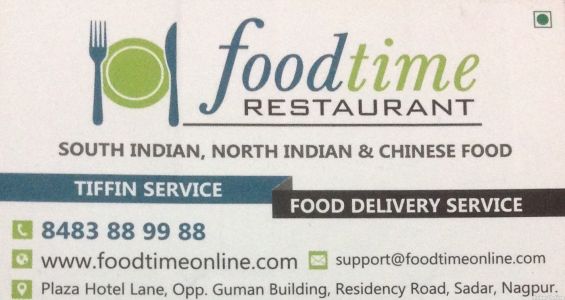 foodtime
RESTAURANT
SOUTH INDIAN, NORTH INDIAN & CHINESE FOOD
TIFFIN SERVICE
FOOD DELIVERY SERVICE
8483 88 99 88
www.foodtimeonline.com support@foodtimeonline.com
Plaza Hotel Lane, Opp. Guman Building, Residency Road, Sadar, Nagpur.